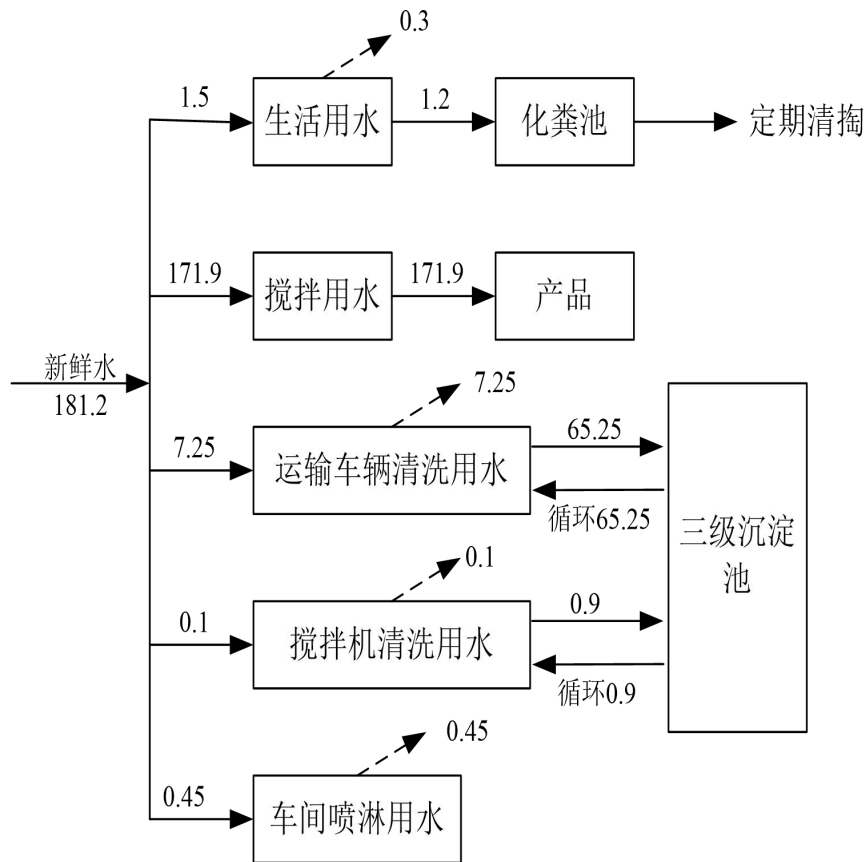 0.3
1.5
生活用水
1.2
化粪池
定期清掏
171.9
搅拌用水
171.9
产品
新鲜水
181.2
7.25
7.25
运输车辆清洗用水
65.25
循环65.25
三级沉淀
池
0.1
0.1
搅拌机清洗用水
0.9
循环0.9
0.45
0.45
车间喷淋用水